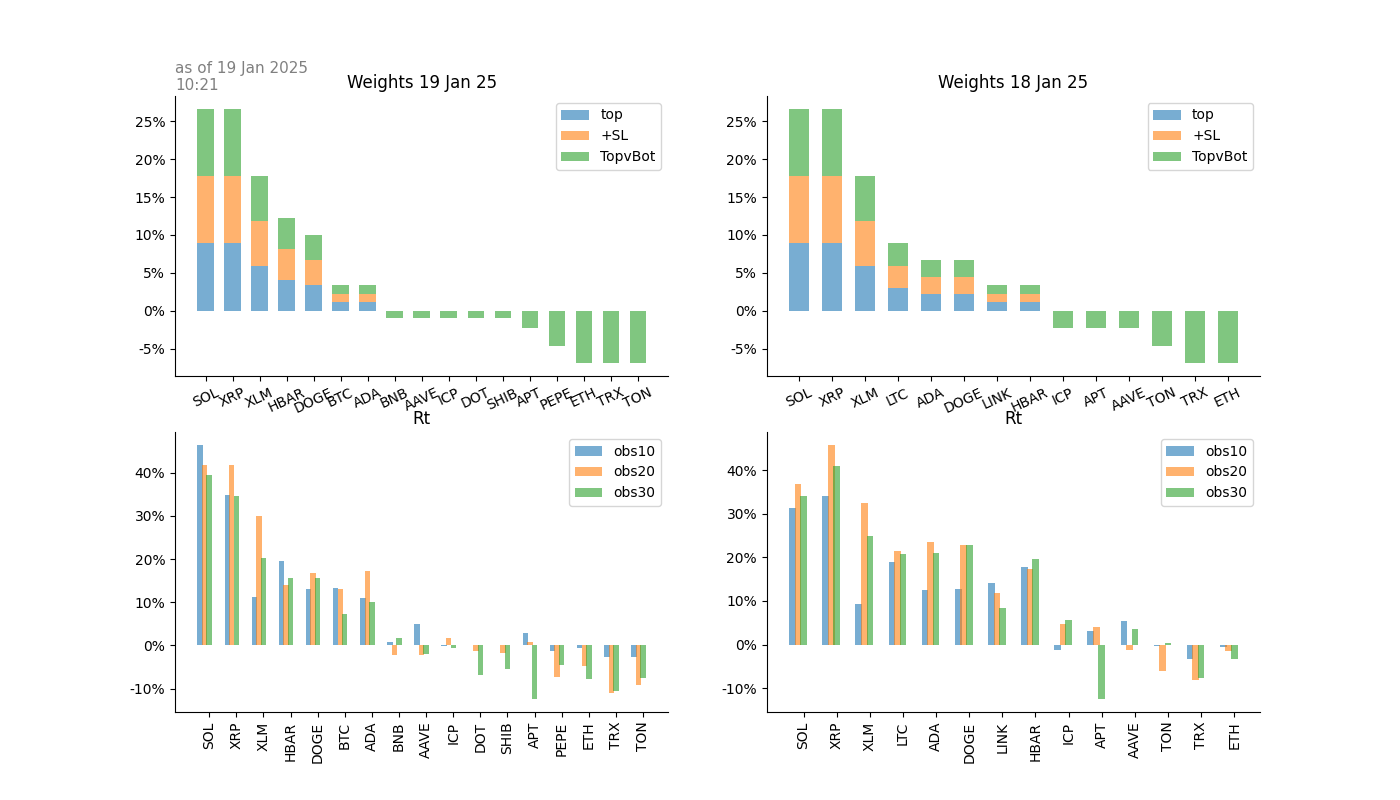 as of 19 Jan 2025
10:21
Weights 19 Jan 25
25%
20%
15%
10%
5%
0%
-5%
top
+SL
TopvBot
SOL XRP XLM HBAR DOGE BTC ADA BNB AAVE ICP DOT SHIB APT PEPE ETH TRX TON
Weights 18 Jan 25
25%
20%
15%
10%
5%
0%
-5%
top
+SL
TopvBot
SOL XRP XLM LTC ADA DOGE LINK HBAR ICP APT AAVE TON TRX ETH
Rt
40%
30%
20%
10%
0%
-10%
obs10
obs20
obs30
SOL XRP XLM HBAR DOGE BTC ADA BNB AAVE ICP DOT SHIB APT PEPE ETH TRX TON
Rt
40%
30%
20%
10%
0%
-10%
obs10
obs20
obs30
SOL XRP XLM LTC ADA DOGE LINK HBAR ICP APT AAVE TON TRX ETH